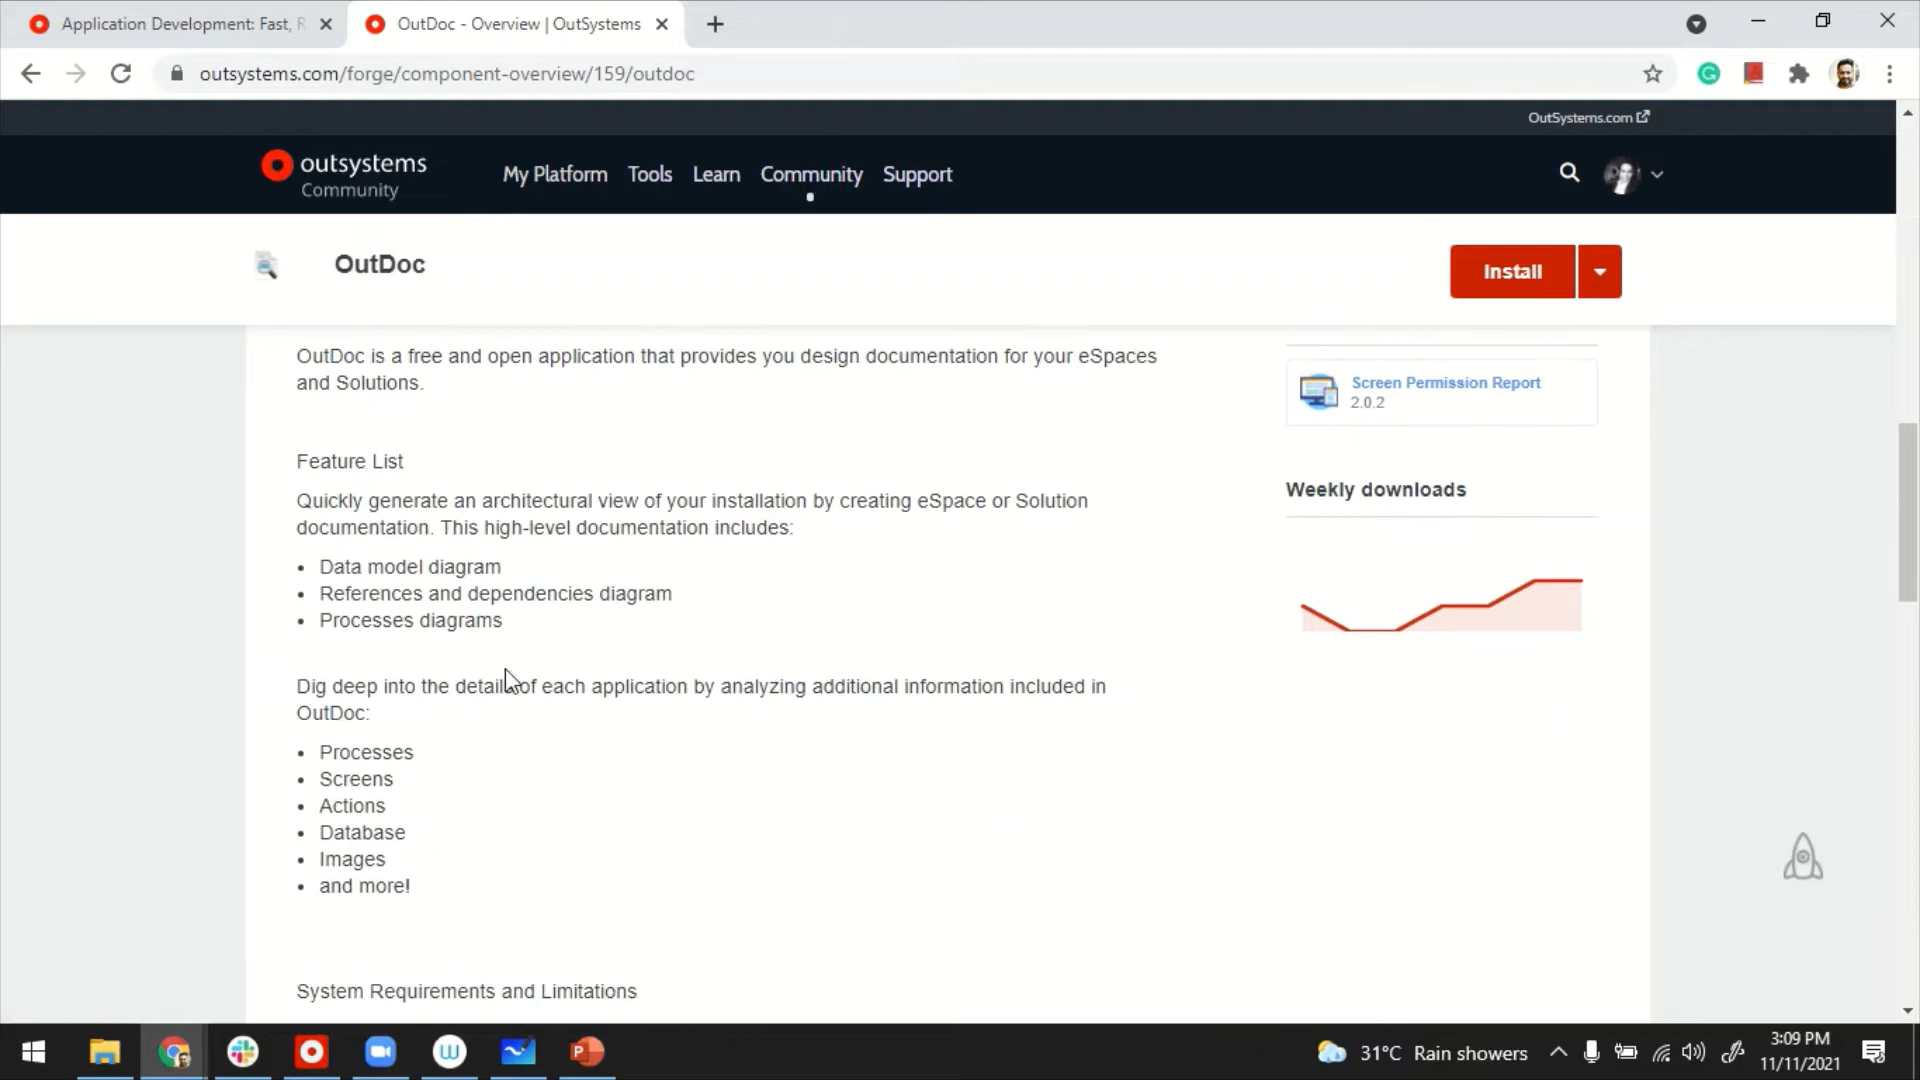 Application Development: Fast, R
OutDoc - Overview | OutSystems
outsystems.com/forge/component-overview/159/outdoc
OutSystems.com
outsystems
Community
My Platform
Tools
Learn
Community
Support
OutDoc
Install
OutDoc is a free and open application that provides you design documentation for your eSpaces
and Solutions.
Screen Permission Report
2.0.2
Feature List
Quickly generate an architectural view of your installation by creating eSpace or Solution
documentation. This high-level documentation includes:
Weekly downloads
• Data model diagram
• References and dependencies diagram
• Processes diagrams
Dig deep into the details of each application by analyzing additional information included in
OutDoc:
• Processes
• Screens
• Actions
• Database
• Images
• and more!
System Requirements and Limitations
31°C Rain showers
3:09 PM
11/11/2021